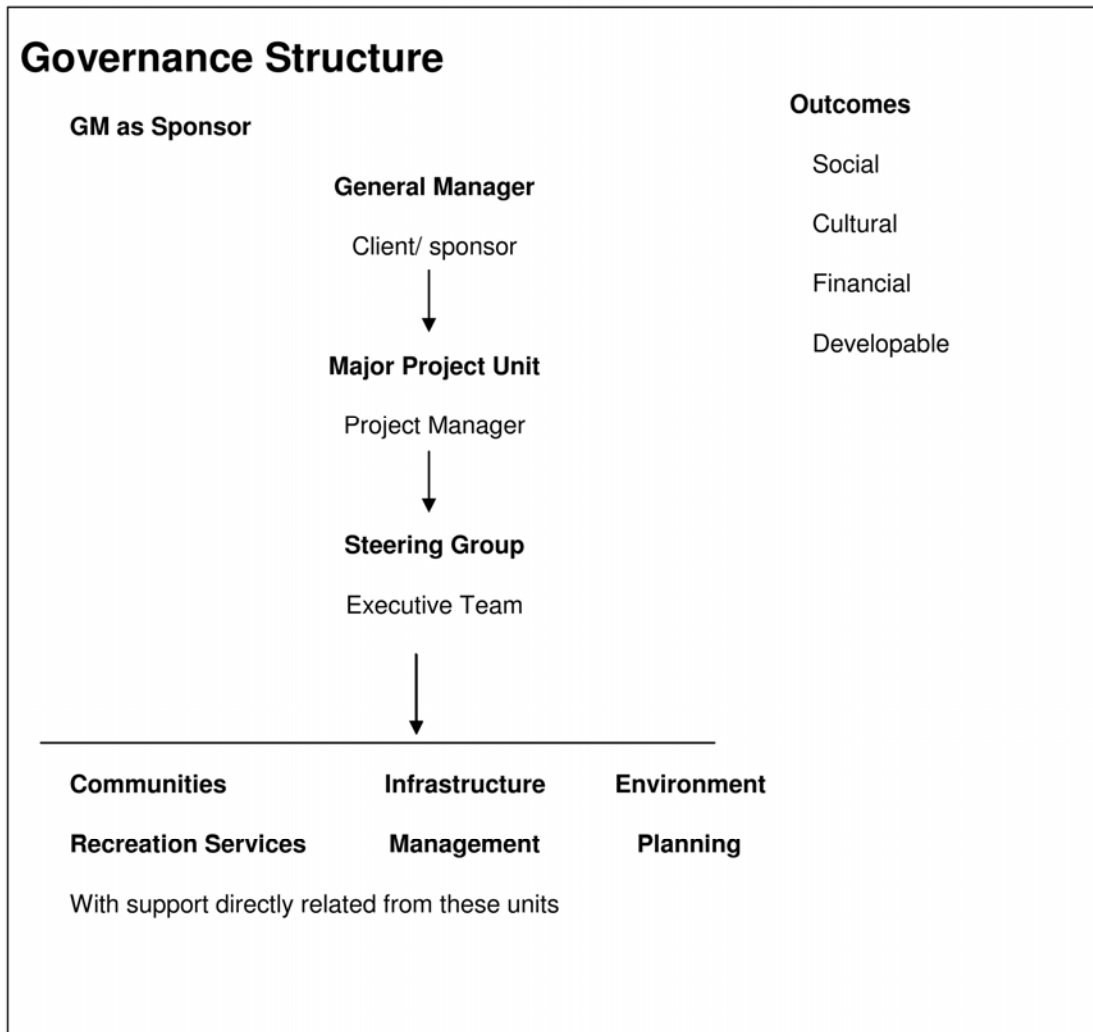 Governance Structure
GM as Sponsor
General Manager
Client/ sponsor
Major Project Unit
Project Manager
Steering Group
Executive Team
Communities Infrastructure Environment
Recreation Services Management Planning
With support directly related from these units
Outcomes
Social
Cultural
Financial
Developable